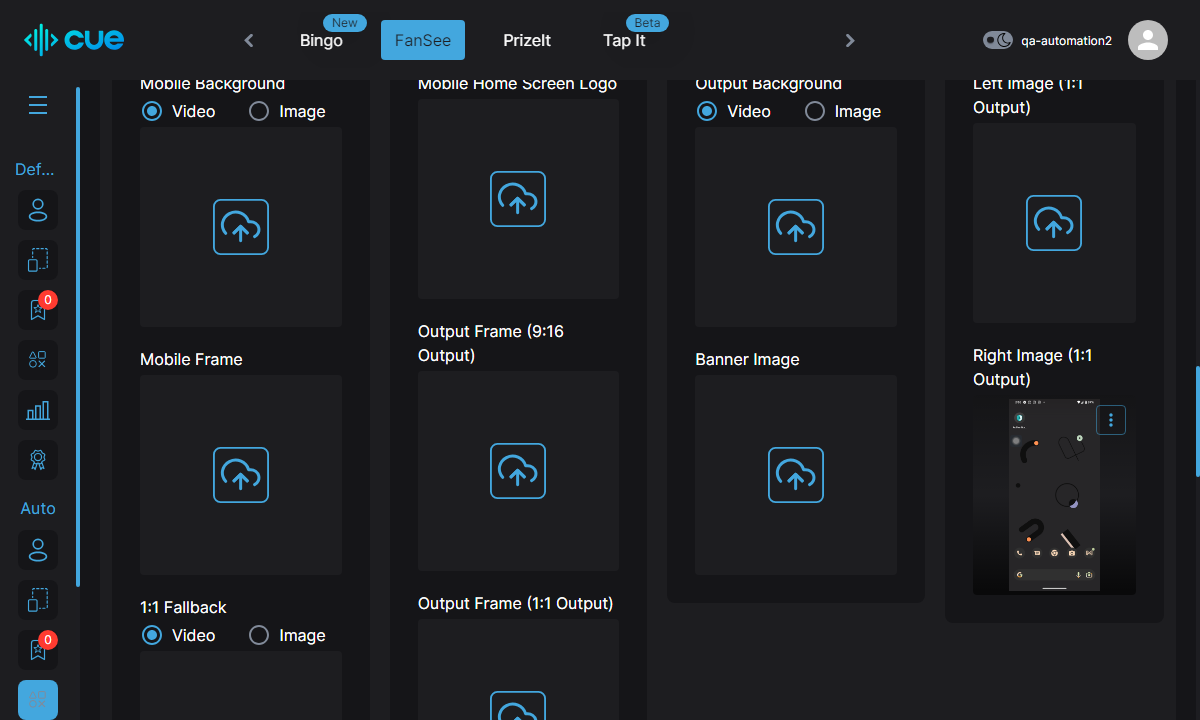 cue
Bingo
New
FanSee
PrizeIt
Tap It
Beta
qa-automation2
Def...
0
Auto
0
Mobile Background
Video
Image
Mobile Frame
1:1 Fallback
Video
Image
Mobile Home Screen Logo
Output Frame (9:16
Output)
Output Frame (1:1 Output)
Output Background
Video
Image
Banner Image
Left Image (1:1
Output)
Right Image (1:1
Output)